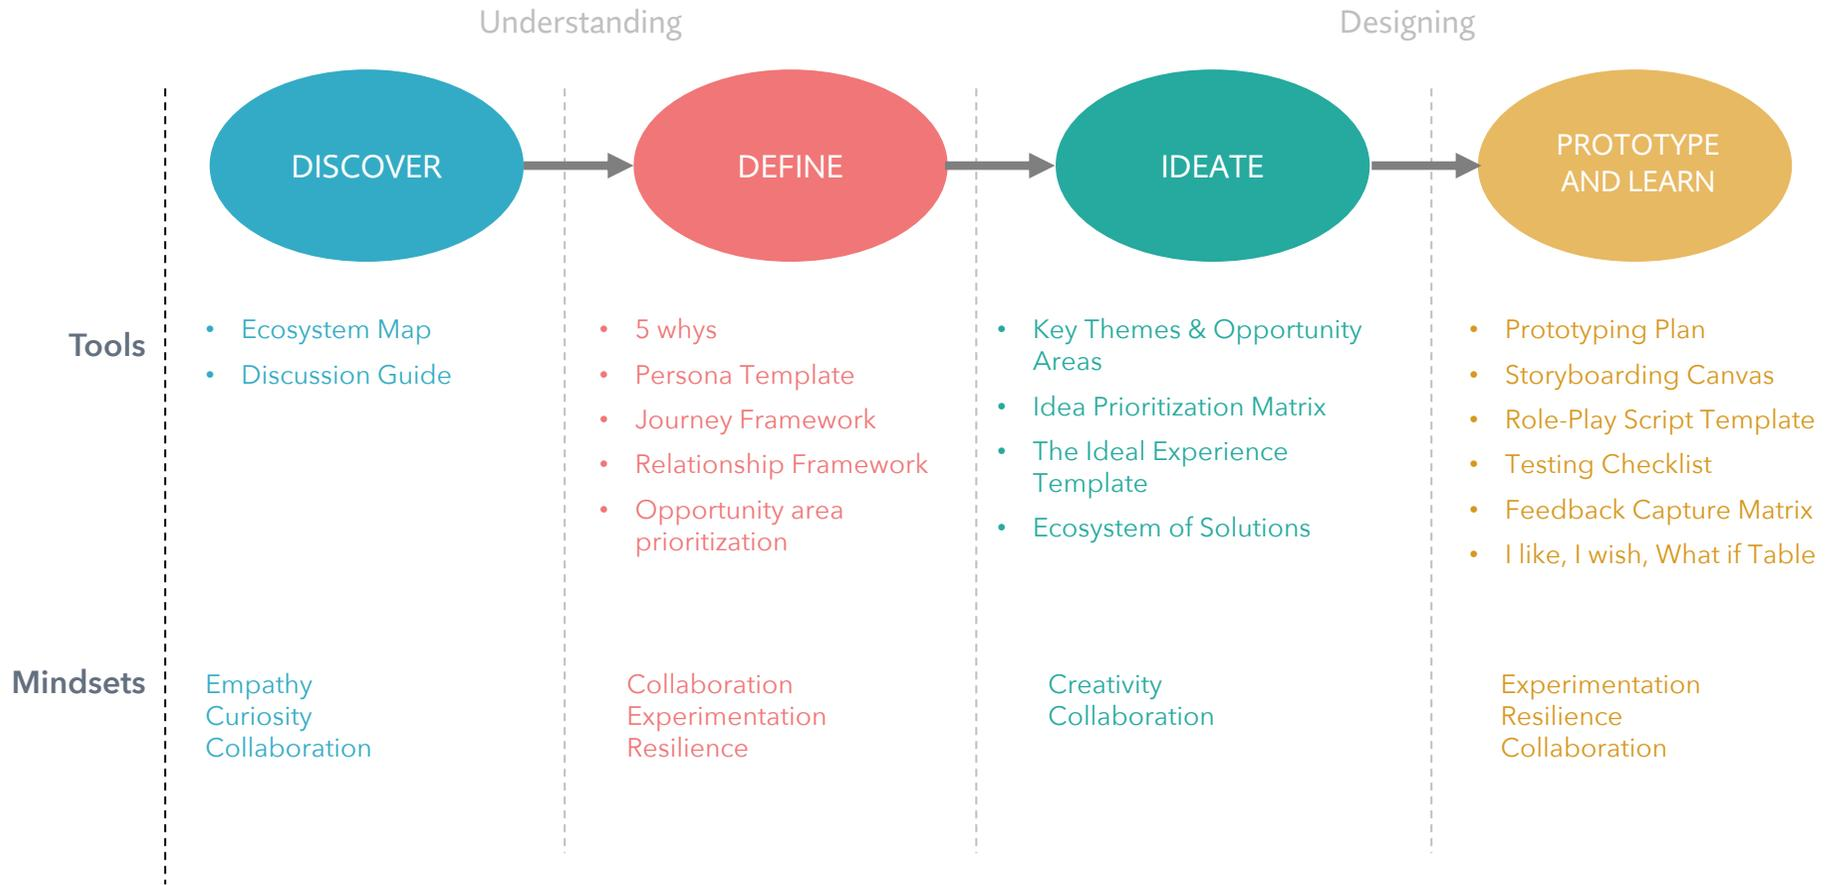 Understanding
Designing
DISCOVER
DEFINE
IDEATE
PROTOTYPE
AND LEARN
Tools
• Ecosystem Map
• Discussion Guide
• 5 whys
• Persona Template
• Journey Framework
• Relationship Framework
• Opportunity area
prioritization
• Key Themes & Opportunity
Areas
• Idea Prioritization Matrix
• The Ideal Experience
Template
• Ecosystem of Solutions
• Prototyping Plan
• Storyboarding Canvas
• Role-Play Script Template
• Testing Checklist
• Feedback Capture Matrix
• I like, I wish, What if Table
Mindsets
Empathy
Curiosity
Collaboration
Collaboration
Experimentation
Resilience
Creativity
Collaboration
Experimentation
Resilience
Collaboration